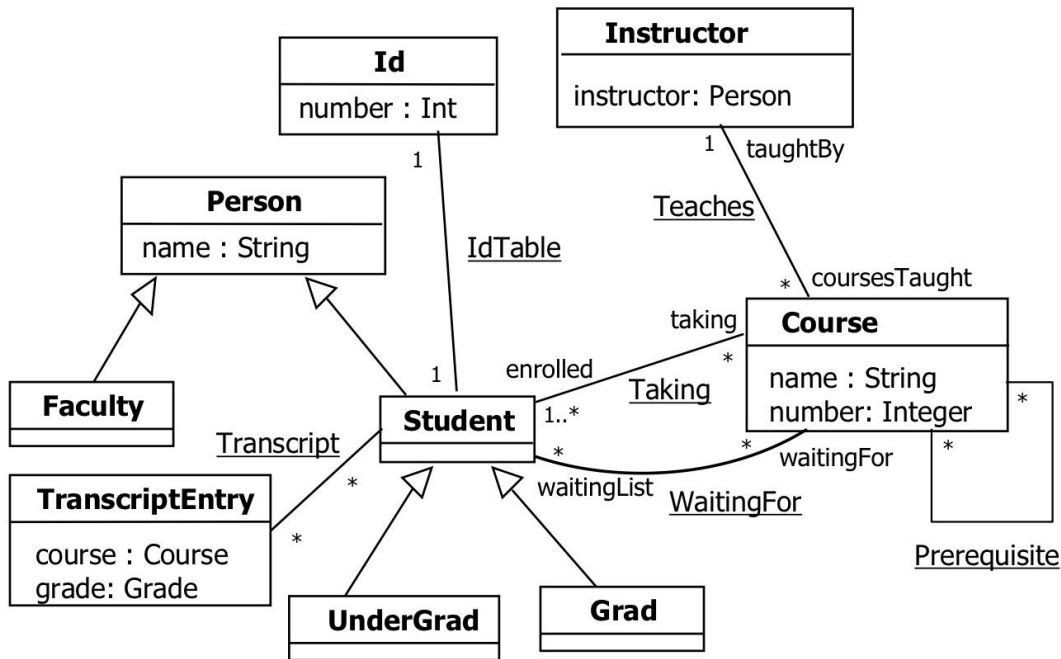 Id
number : Int
1
Instructor
instructor: Person
1
taughtBy
Teaches
Person
name : String
IdTable
* coursesTaught
Course
name : String
number: Integer
taking
*
enrolled
1..*
Taking
1
Faculty
Student
Transcript
*
*
TranscriptEntry
course : Course
grade: Grade
*
waitingList
WaitingFor
*
waitingFor
*
*
Prerequisite
UnderGrad
Grad